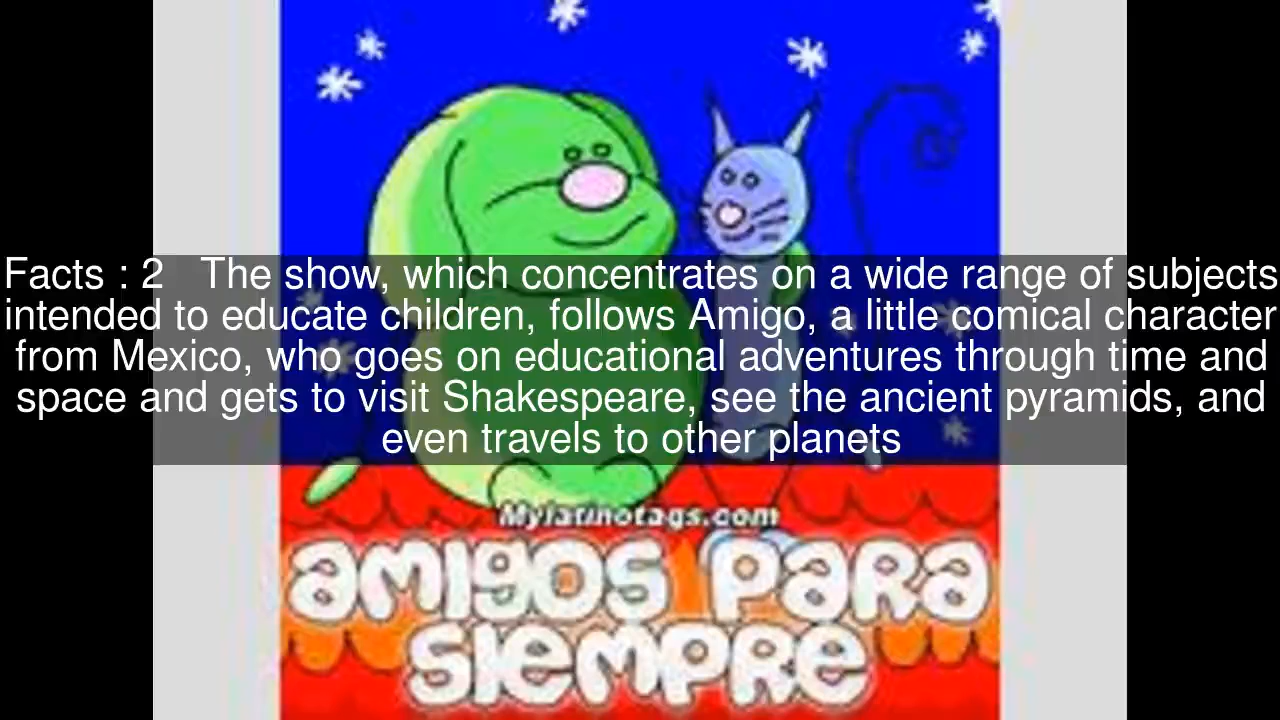 Facts : 2   The show, which concentrates on a wide range of subjects
intended to educate children, follows Amigo, a little comical character
from Mexico, who goes on educational adventures through time and
space and gets to visit Shakespeare, see the ancient pyramids, and
even travels to other planets
Mylatinotags.com
amigos para
siempre